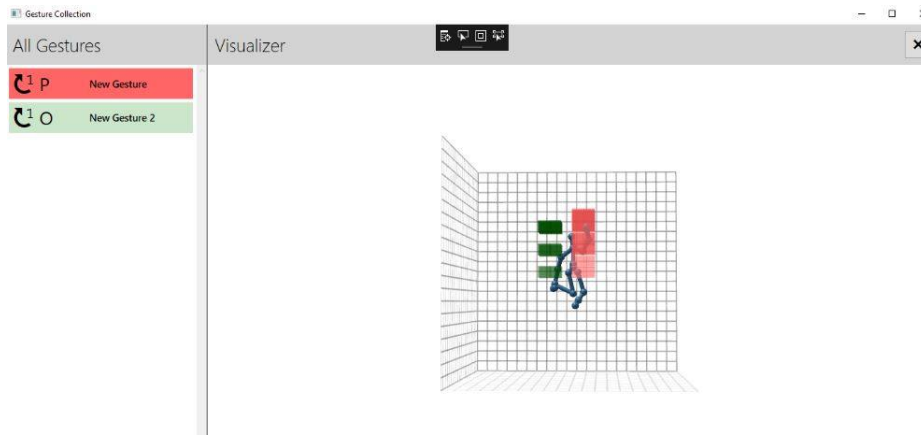 Gesture Collection
All Gestures
Visualizer
1 P New Gesture
1 O New Gesture 2